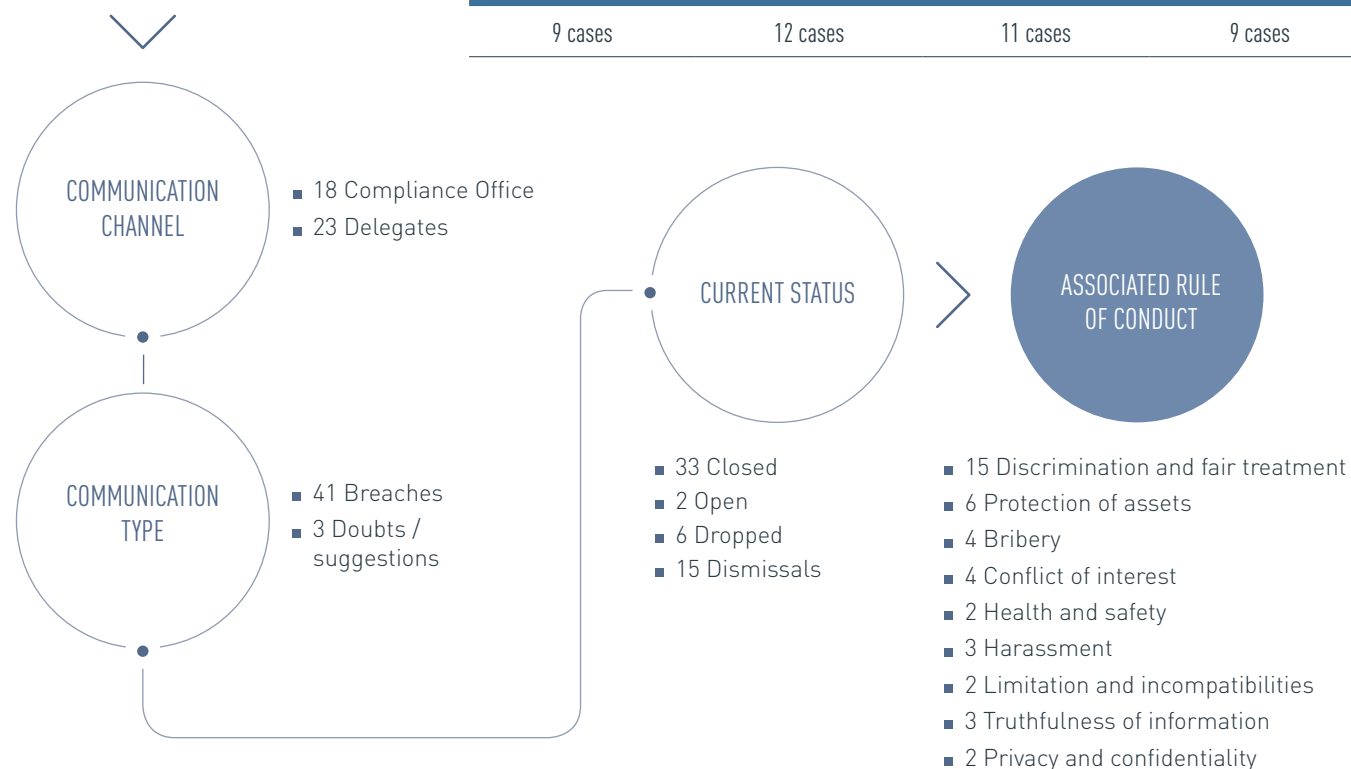 9 cases 12 cases 11 cases 9 cases
COMMUNICATION
CHANNEL
18 Compliance Office
23 Delegates
COMMUNICATION
TYPE
41 Breaches
3 Doubts /
suggestions
CURRENT STATUS
33 Closed
2 Open
6 Dropped
15 Dismissals
ASSOCIATED RULE
OF CONDUCT
15 Discrimination and fair treatment
6 Protection of assets
4 Bribery
4 Conflict of interest
2 Health and safety
3 Harassment
2 Limitation and incompatibilities
3 Truthfulness of information
2 Privacy and confidentiality